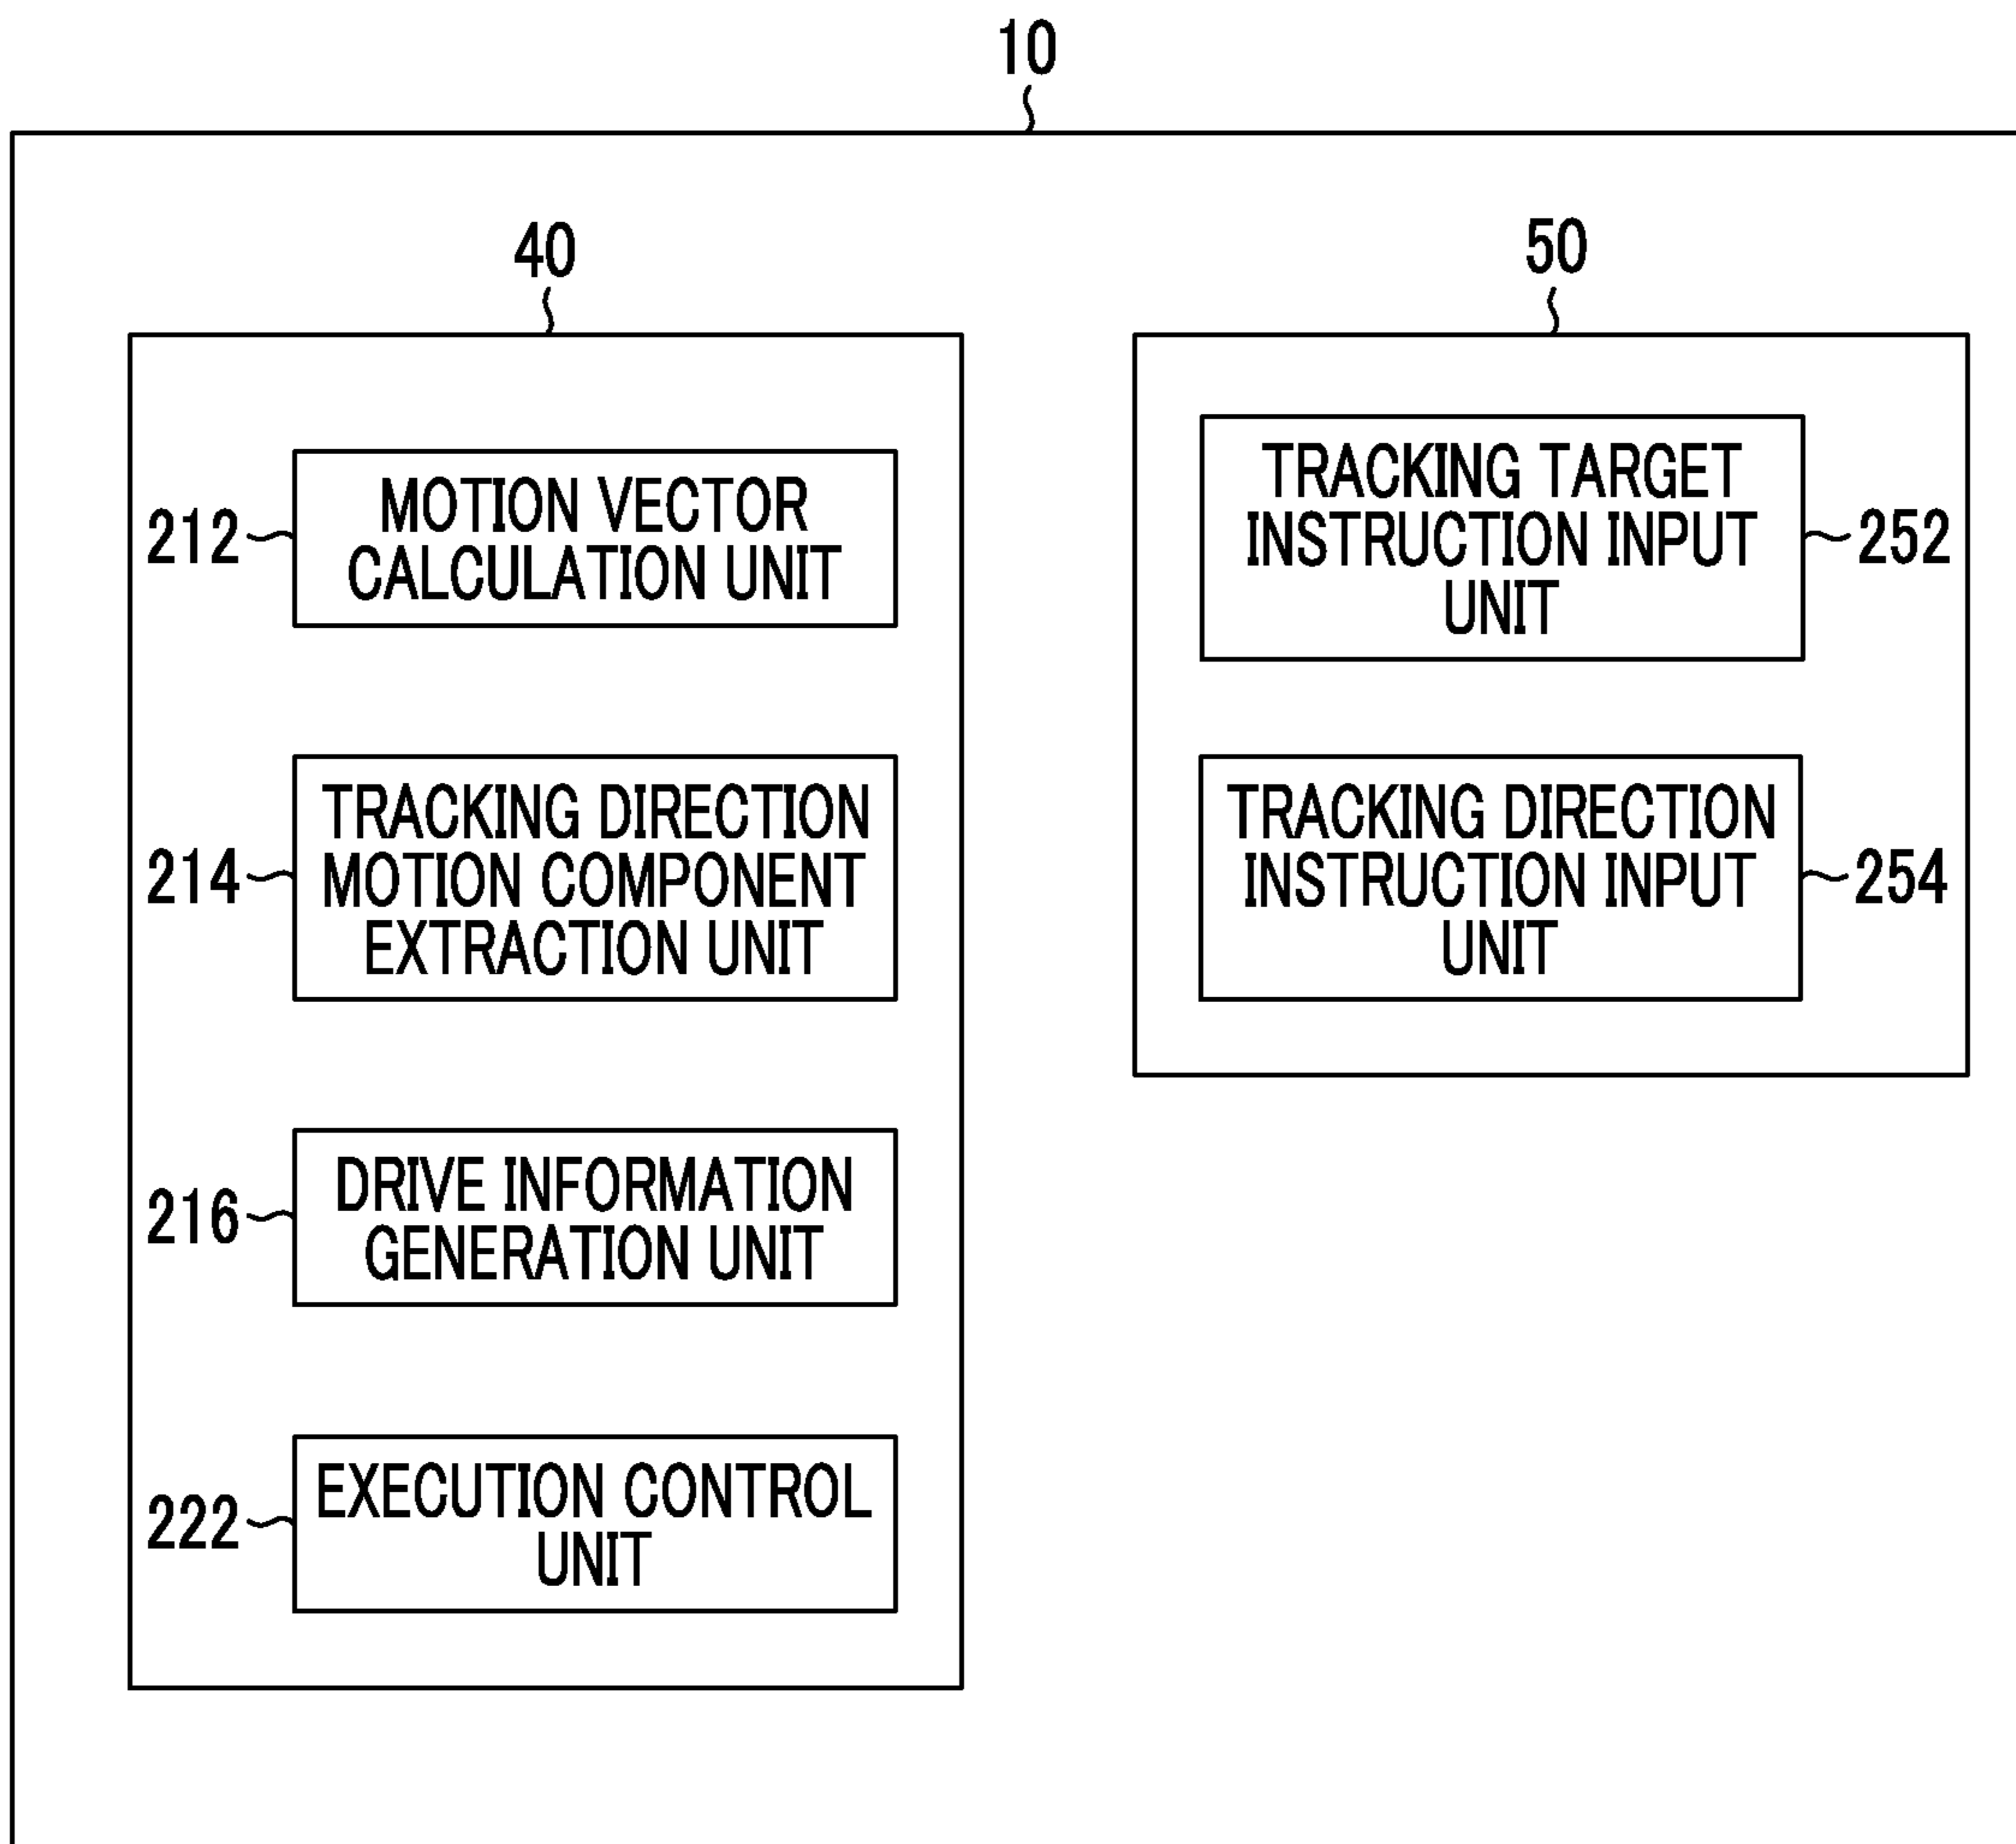 10
40
212
MOTION VECTOR
CALCULATION UNIT
214
TRACKING DIRECTION
MOTION COMPONENT
EXTRACTION UNIT
216
DRIVE INFORMATION
GENERATION UNIT
222
EXECUTION CONTROL
UNIT
50
TRACKING TARGET
INSTRUCTION INPUT
UNIT
252
TRACKING DIRECTION
INSTRUCTION INPUT
UNIT
254